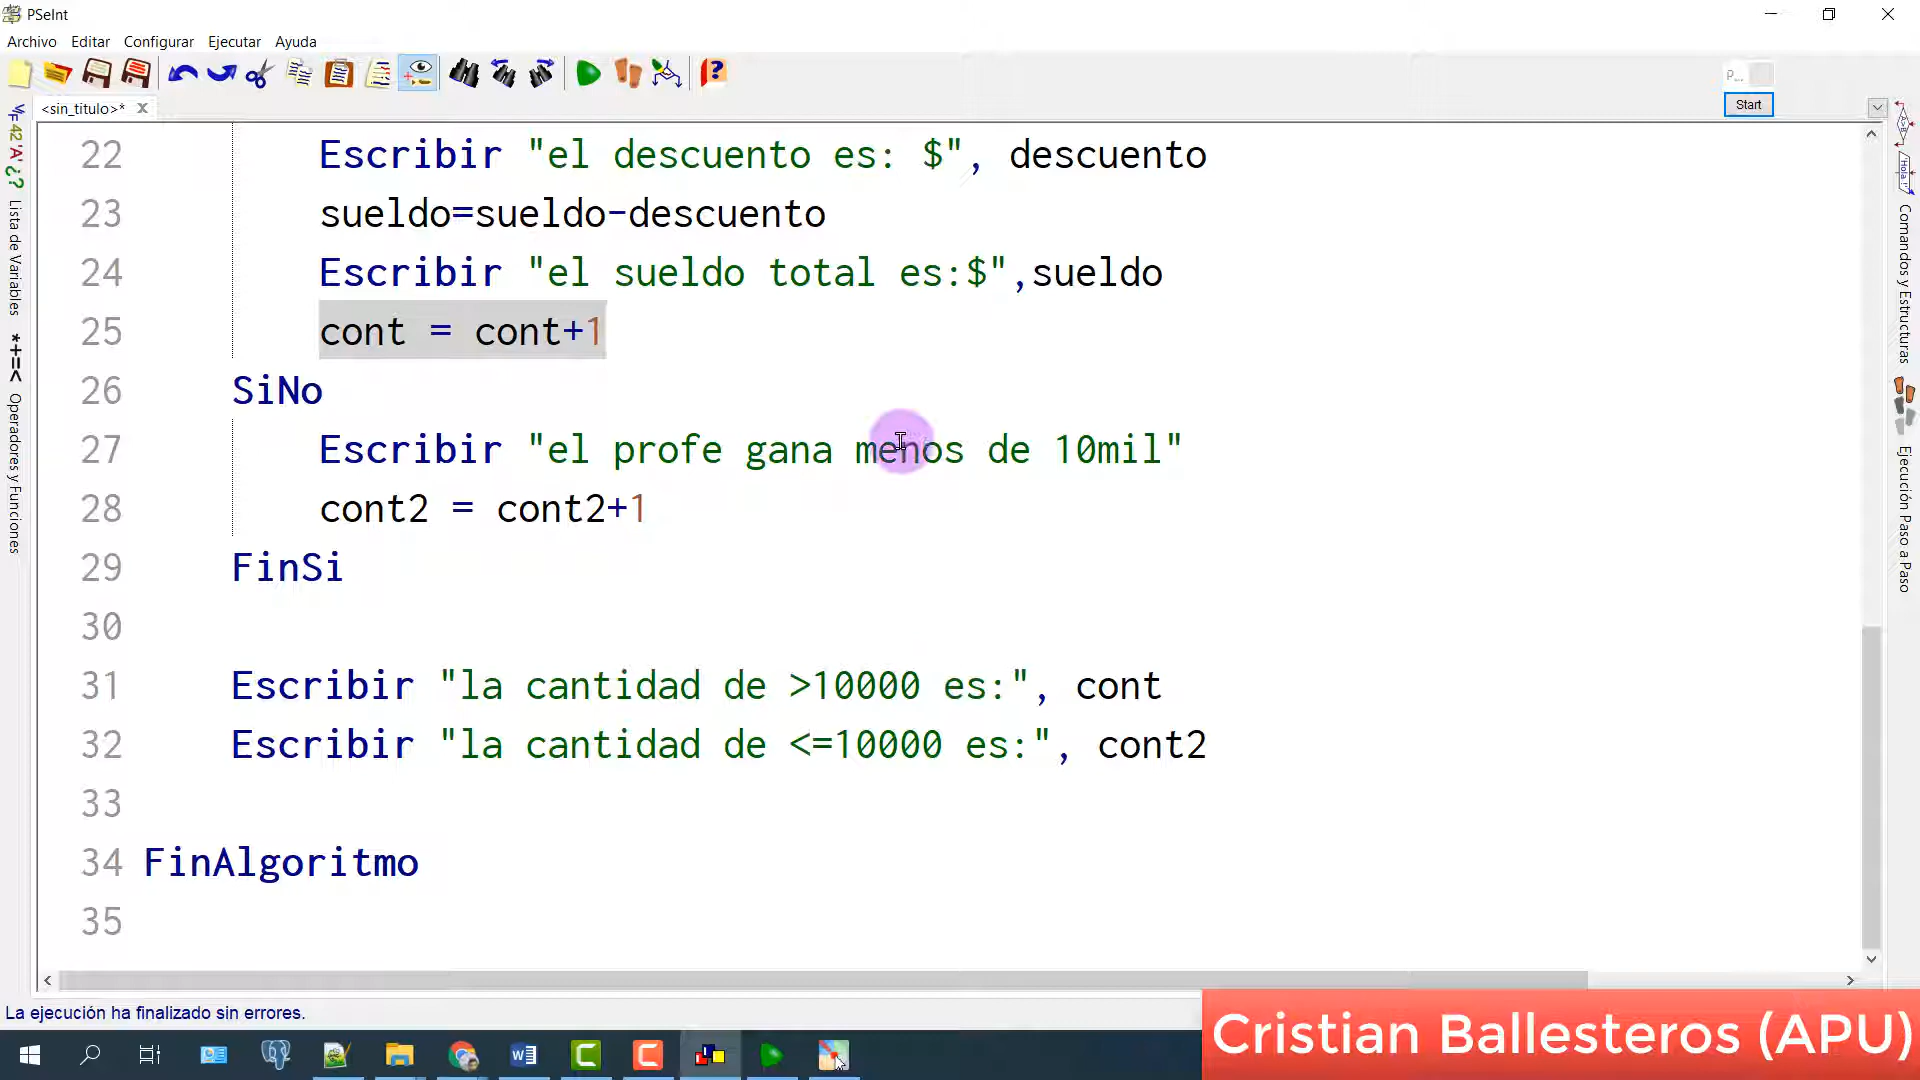 PSeInt
Archivo Editar Configurar Ejecutar Ayuda
P...
<sin_titulo>*
Start
22 Escribir "el descuento es: $", descuento
23 sueldo=sueldo-descuento
24 Escribir "el sueldo total es:$",sueldo
25 cont = cont+1
26 SiNo
27 Escribir "el profe gana menos de 10mil"
28 cont2 = cont2+1
29 FinSi
30
31 Escribir "la cantidad de >10000 es:", cont
32 Escribir "la cantidad de <=10000 es:", cont2
33
34 FinAlgoritmo
35
Lista de Variables
*+=< Operadores y Funciones
Comandos y Estructuras
Ejecución Paso a Paso
La ejecución ha finalizado sin errores.
Cristian Ballesteros (APU)